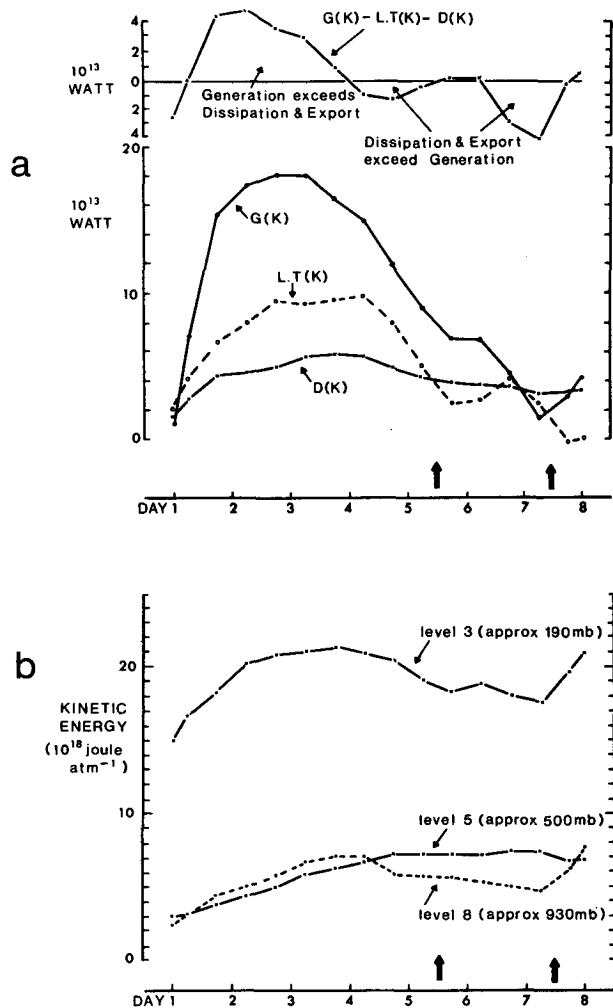 4
2
10¹³
WATT
0
2
4
G(K) – L.T(K) – D(K)
Generation exceeds
Dissipation & Export
Dissipation & Export
exceed Generation
a
20
10¹³
WATT
10
0
G(K)
L.T(K)
D(K)
DAY 1 2 3 4 5 6 7 8
b
20
KINETIC
ENERGY
(10¹⁸ joule
atm⁻¹)
10
0
level 3 (approx 190mb)
level 5 (approx 500mb)
level 8 (approx 930mb)
DAY 1 2 3 4 5 6 7 8